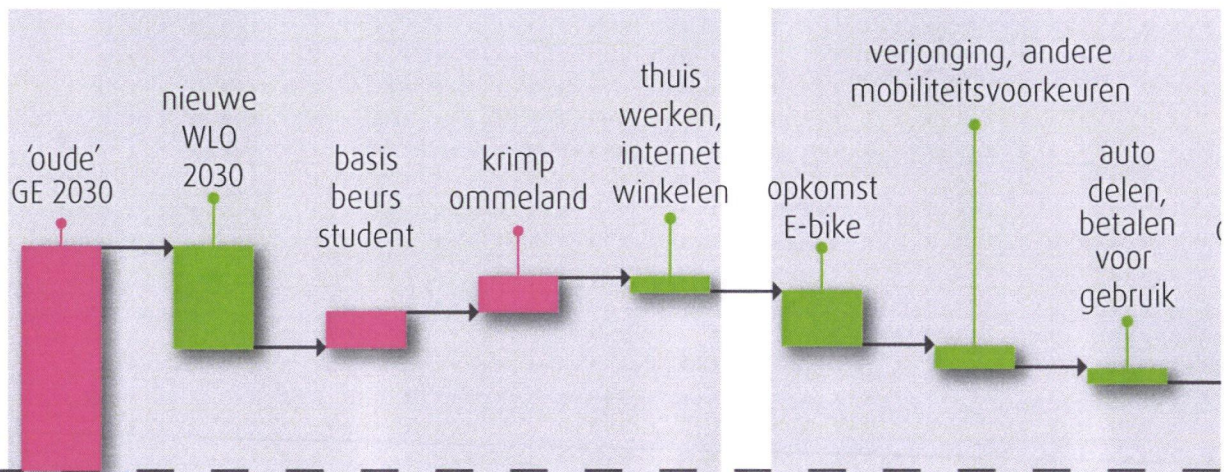 'oude'
GE 2030
nieuwe
WLO
2030
basis
beurs
student
krimp
ommeland
thuis
werken,
internet
winkelen
opkomst
E-bike
verjonging, andere
mobiliteitsvoorkeuren
auto
delen,
betalen
voor
gebruik